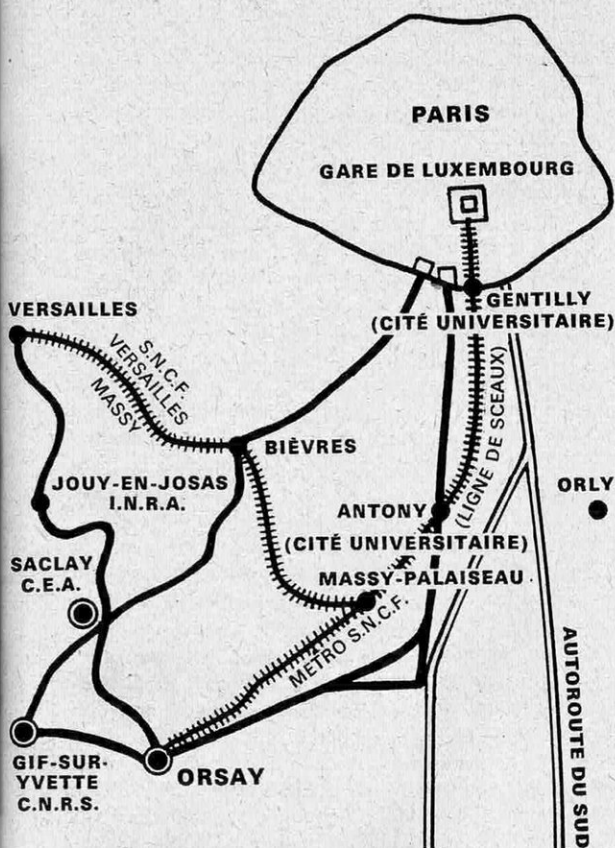 PARIS
GARE DE LUXEMBOURG
GENTILLY
(CITÉ UNIVERSITAIRE)
VERSAILLES
S.N.C.F.
VERSAILLES
MASSY
BIÈVRES
(LIGNE DE SCEAUX)
JOUY-EN-JOSAS
I.N.R.A.
ANTONY
(CITÉ UNIVERSITAIRE)
ORLY
SACLAY
C.E.A.
MASSY-PALAISEAU
METRO S.N.C.F.
AUTOROUTE DU SUD
GIF-SUR-
YVETTE
C.N.R.S.
ORSAY